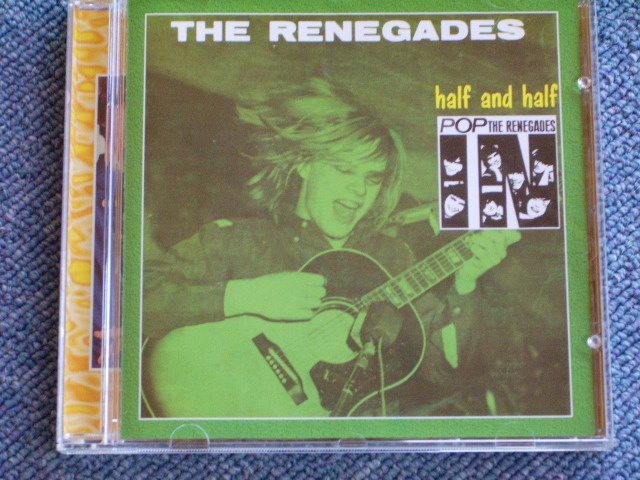 THE RENEGADES
half and half
POP THE RENEGADES
IN